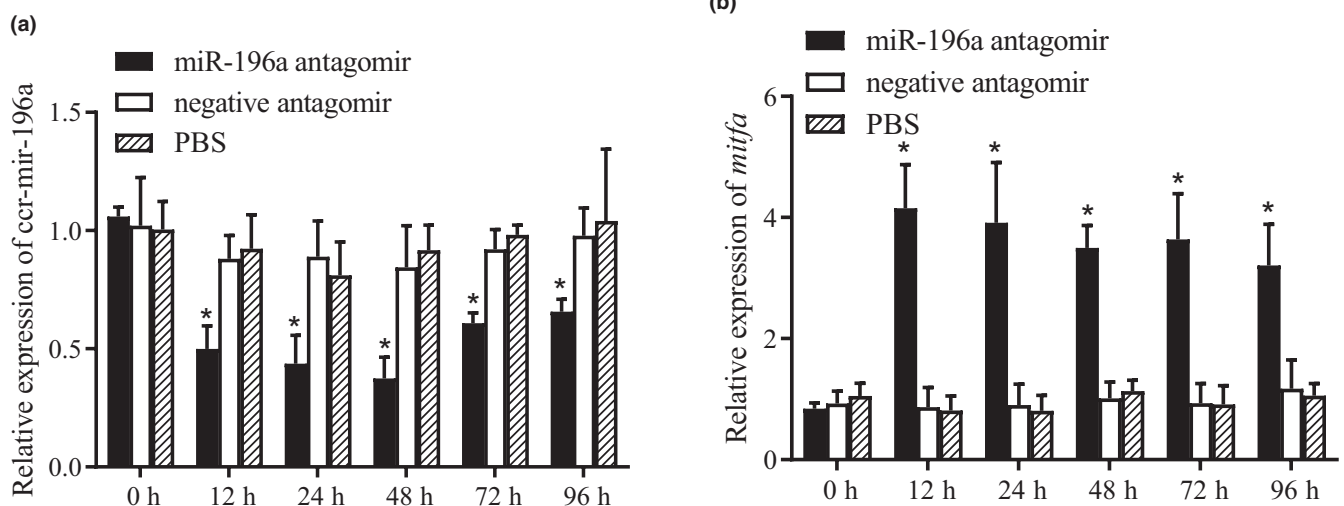 (a)
miR-196a antagomir
negative antagomir
PBS
Relative expression of ccr-mir-196a
1.5
1.0
0.5
0.0
* * * * *
0 h 12 h 24 h 48 h 72 h 96 h
(b)
miR-196a antagomir
negative antagomir
PBS
Relative expression of mitfa
6
4
2
0
* * * * *
0 h 12 h 24 h 48 h 72 h 96 h